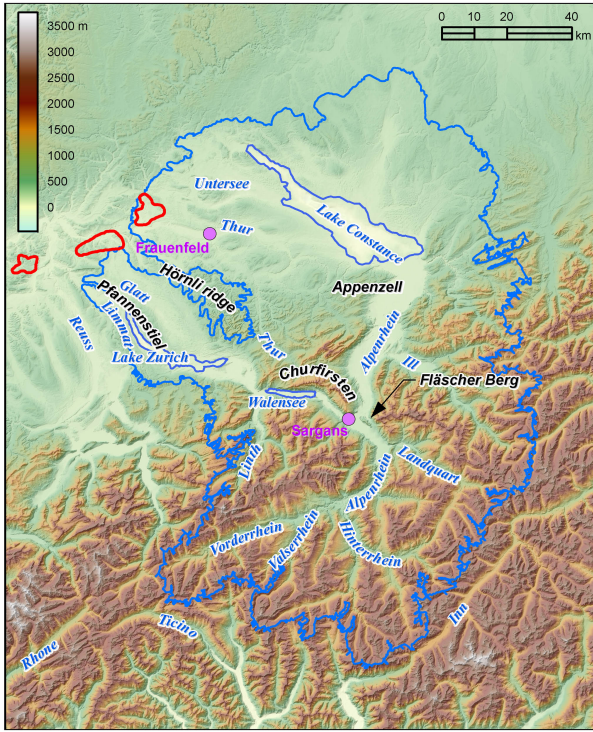 3500 m
3000
2500
2000
1500
1000
500
0
0 10 20 40
km
Untersee
Lake Constance
Thur
Frauenfeld
Hörnli ridge
Appenzell
Glatt
Pfannenstiel
Limmat
Reuss
Lake Zurich
Thur
Alpenrhein
Ill
Churfirsten
Fläscher Berg
Walensee
Sargans
Linth
Landquart
Alpenrhein
Vorderrhein
Valserrhein
Hinterrhein
Inn
Ticino
Rhone